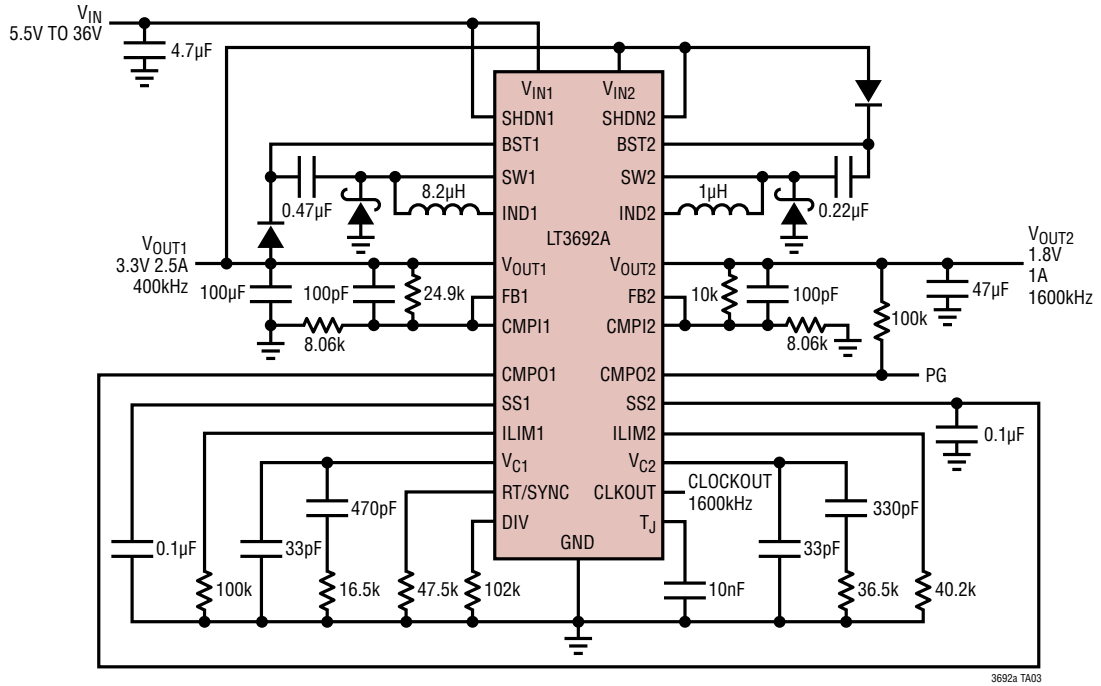 VIN
5.5V TO 36V
4.7µF
VIN1
VIN2
SHDN1
SHDN2
BST1
BST2
SW1
SW2
0.47µF
8.2µH
1µH
0.22µF
IND1
IND2
LT3692A
VOUT1
3.3V 2.5A
400kHz
VOUT1
VOUT2
VOUT2
1.8V
1A
1600kHz
100µF
100pF
24.9k
10k
100pF
47µF
FB1
FB2
CMPI1
CMPI2
8.06k
8.06k
100k
CMPO1
CMPO2
PG
SS1
SS2
0.1µF
ILIM1
ILIM2
VC1
VC2
RT/SYNC
CLKOUT
CLOCKOUT
1600kHz
470pF
330pF
DIV
TJ
GND
0.1µF
33pF
33pF
100k
16.5k
47.5k
102k
10nF
36.5k
40.2k
3692a TA03